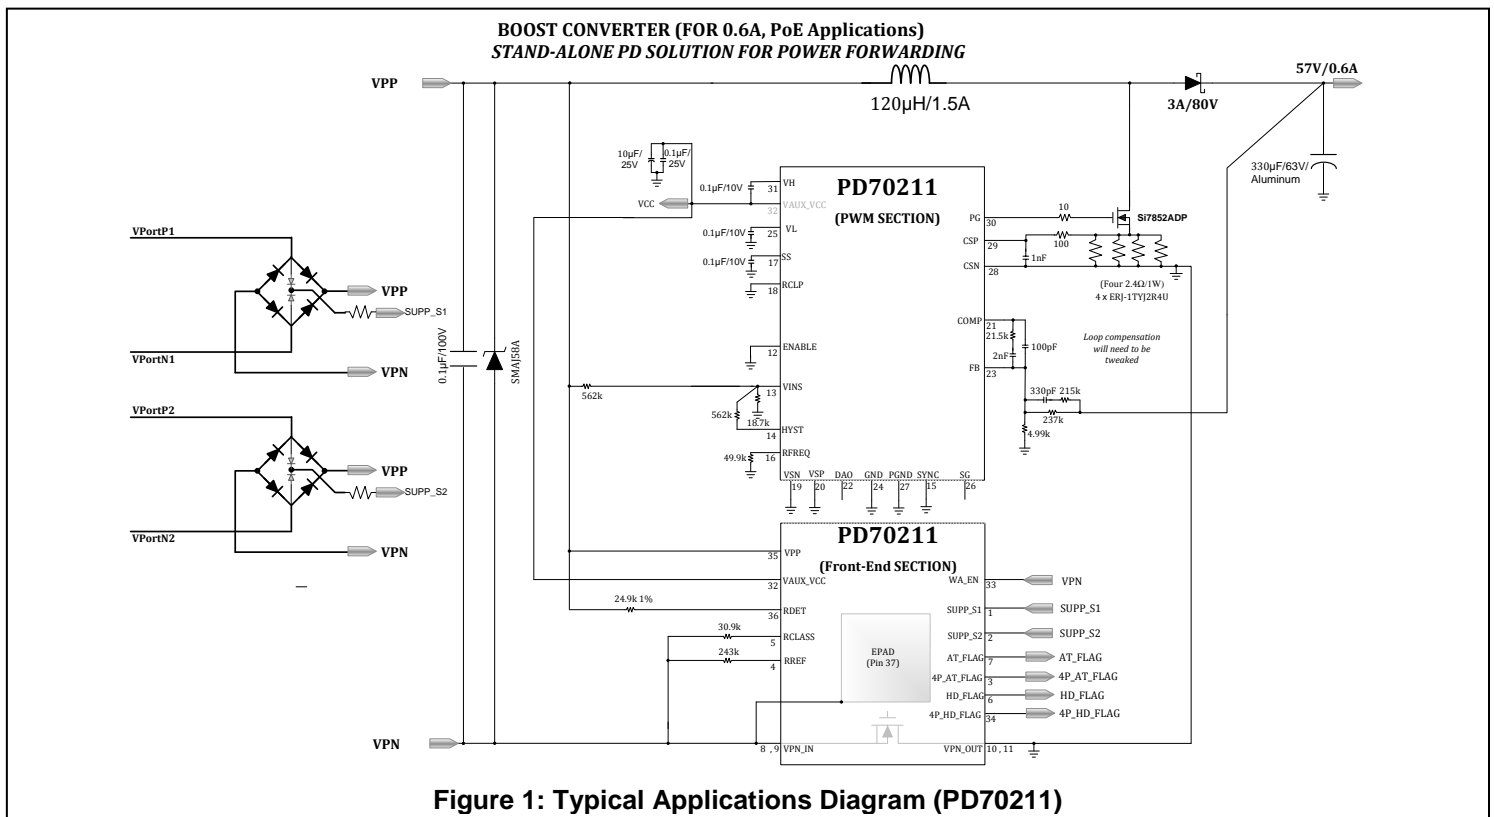 BOOST CONVERTER (FOR 0.6A, PoE Applications)
STAND-ALONE PD SOLUTION FOR POWER FORWARDING
VPP
57V/0.6A
120µH/1.5A
3A/80V
10µF/
25V
0.1µF/
25V
330µF/63V/
Aluminum
PD70211
(PWM SECTION)
0.1µF/10V
31
VH
VCC
32
VAUX_VCC
0.1µF/10V
25
VL
0.1µF/10V
17
SS
18
RCLP
12
ENABLE
562k
13
VINS
562k
18.7k
14
HYST
49.9k
16
RFREQ
VSN
19
VSP
20
DAO
22
GND
24
PGND
27
SYNC
15
SG
26
PG
30
10
Si7852ADP
CSP
29
100
1nF
CSN
28
(Four 2.4Ω/1W)
4 x ERJ-1TYJ2R4U
COMP
21
21.5k
2nF
100pF
Loop compensation
will need to be
tweaked
FB
23
330pF
215k
237k
4.99k
VPortP1
VPP
SUPP_S1
VPortN1
VPN
VPortP2
VPP
SUPP_S2
VPortN2
VPN
0.1µF/100V
SMAJ58A
PD70211
(Front-End SECTION)
35
VPP
32
VAUX_VCC
24.9k 1%
36
RDET
30.9k
5
RCLASS
243k
4
RREF
EPAD
(Pin 37)
WA_EN
33
VPN
SUPP_S1
1
SUPP_S1
SUPP_S2
2
SUPP_S2
AT_FLAG
7
AT_FLAG
4P_AT_FLAG
3
4P_AT_FLAG
HD_FLAG
6
HD_FLAG
4P_HD_FLAG
34
4P_HD_FLAG
VPN
8 ,9
VPN_IN
VPN_OUT
10 , 11
Figure 1: Typical Applications Diagram (PD70211)